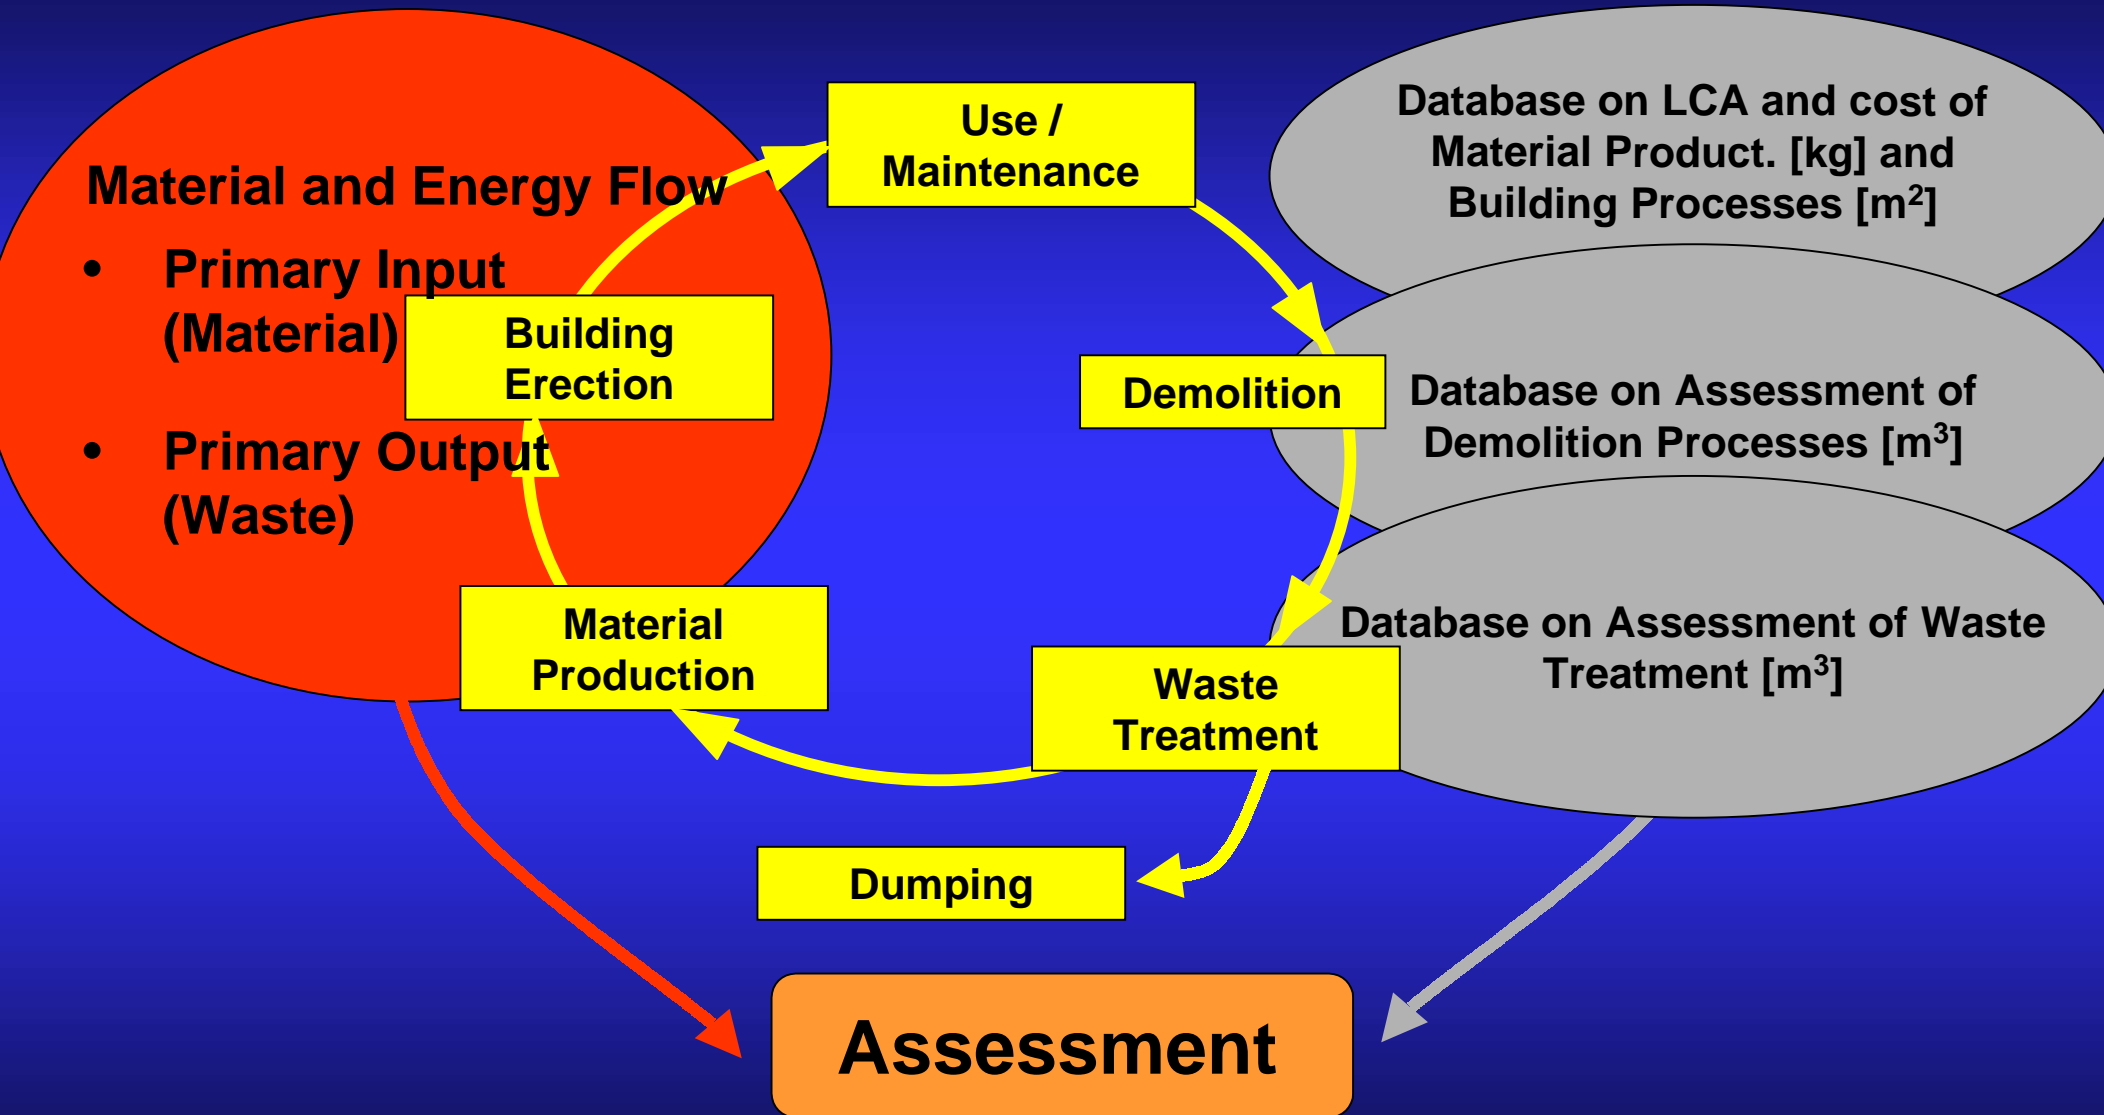 Material and Energy Flow
• Primary Input
(Material)
• Primary Output
(Waste)
Use /
Maintenance
Building
Erection
Demolition
Material
Production
Waste
Treatment
Dumping
Database on LCA and cost of
Material Product. [kg] and
Building Processes [m²]
Database on Assessment of
Demolition Processes [m³]
Database on Assessment of Waste
Treatment [m³]
Assessment